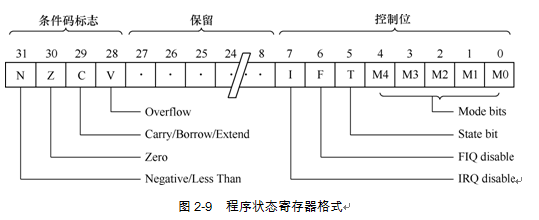 条件码标志 保留 控制位
31 30 29 28 27 26 25 24 8 7 6 5 4 3 2 1 0
N Z C V · · · · · I F T M4 M3 M2 M1 M0
Overflow Mode bits
Carry/Borrow/Extend State bit
Zero FIQ disable
Negative/Less Than IRQ disable
图 2-9 程序状态寄存器格式↵